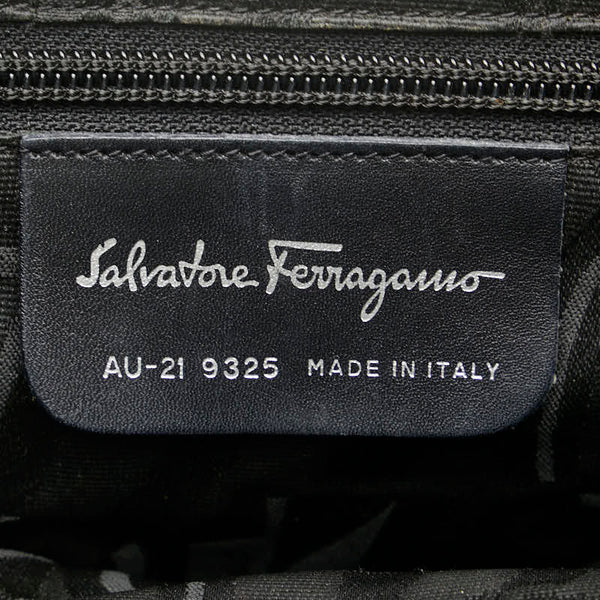 Salvatore Ferragamo
AU-21 9325 MADE IN ITALY